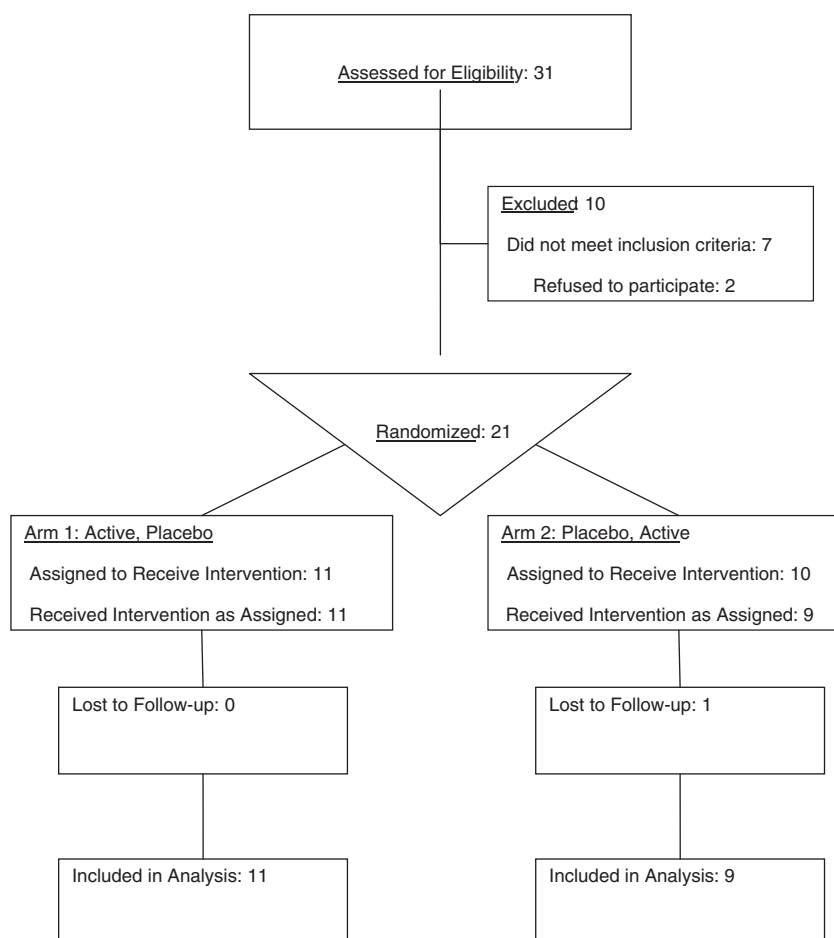 Assessed for Eligibility: 31
Excluded: 10
Did not meet inclusion criteria: 7
Refused to participate: 2
Randomized: 21
Arm 1: Active, Placebo
Assigned to Receive Intervention: 11
Received Intervention as Assigned: 11
Arm 2: Placebo, Active
Assigned to Receive Intervention: 10
Received Intervention as Assigned: 9
Lost to Follow-up: 0
Lost to Follow-up: 1
Included in Analysis: 11
Included in Analysis: 9